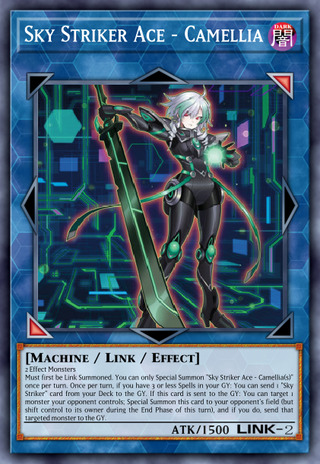 SKY STRIKER ACE - CAMELLIA
DARK
闇
[MACHINE / LINK / EFFECT]
2 Effect Monsters
Must first be Link Summoned. You can only Special Summon "Sky Striker Ace - Camellia(s)"
once per turn. Once per turn, if you have 3 or less Spells in your GY: You can send 1 "Sky
Striker" card from your Deck to the GY. If this card is sent to the GY: You can target 1
monster your opponent controls; Special Summon this card to your opponent's field (but
shift control to its owner during the End Phase of this turn), and if you do, send that
targeted monster to the GY.
ATK/1500 LINK-2